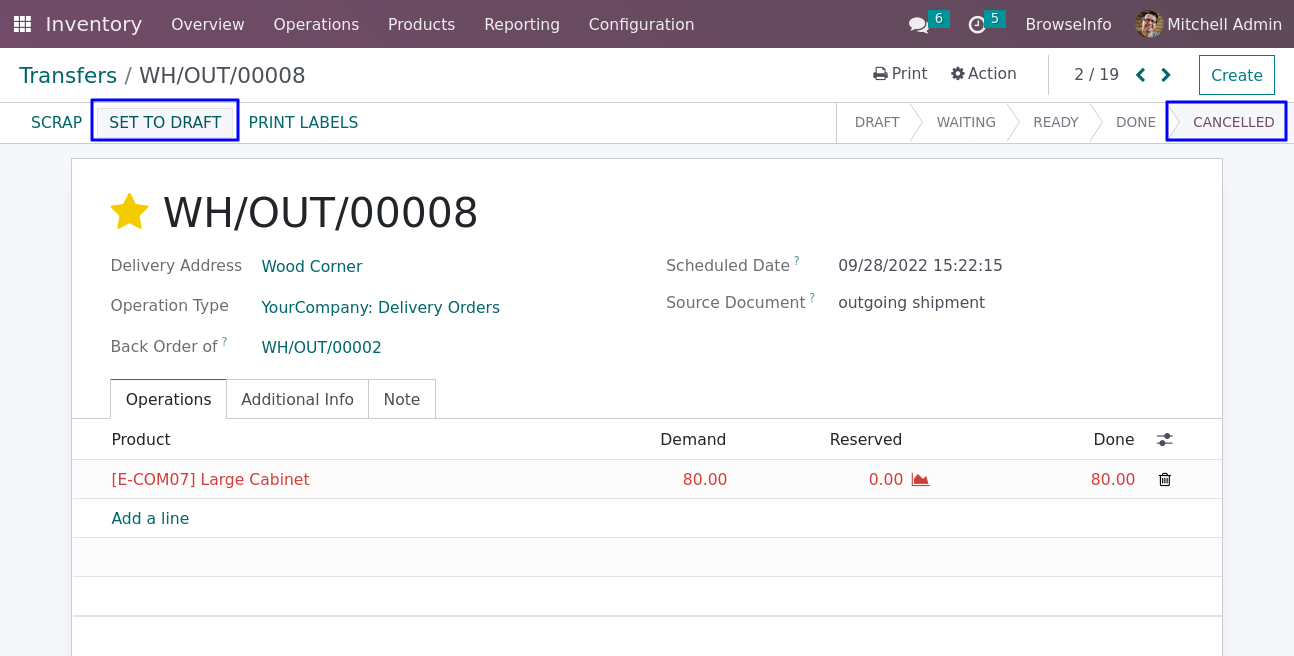 Inventory Overview Operations Products Reporting Configuration 6 5 BrowseInfo Mitchell Admin
Transfers / WH/OUT/00008 Print Action 2 / 19 Create
SCRAP SET TO DRAFT PRINT LABELS DRAFT WAITING READY DONE CANCELLED
WH/OUT/00008
Delivery Address Wood Corner Scheduled Date ? 09/28/2022 15:22:15
Operation Type YourCompany: Delivery Orders Source Document ? outgoing shipment
Back Order of ? WH/OUT/00002
Operations Additional Info Note
Product Demand Reserved Done
[E-COM07] Large Cabinet 80.00 0.00 80.00
Add a line